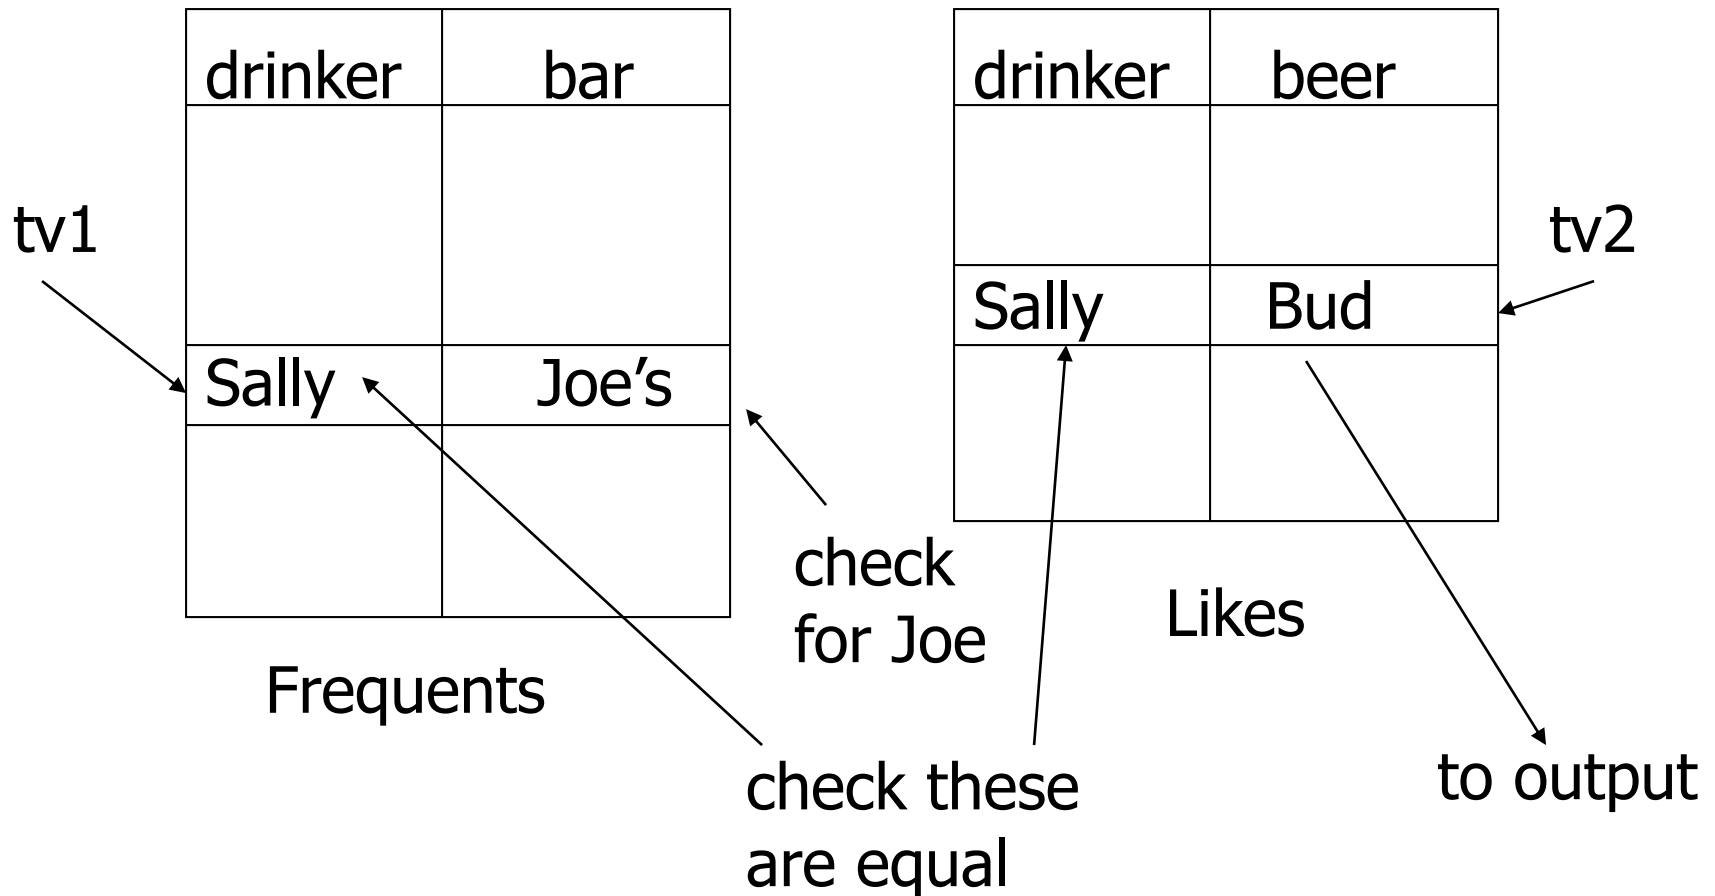 drinker bar
tv1
Sally Joe’s
Frequents
check
for Joe
check these
are equal
drinker beer
tv2
Sally Bud
Likes
to output